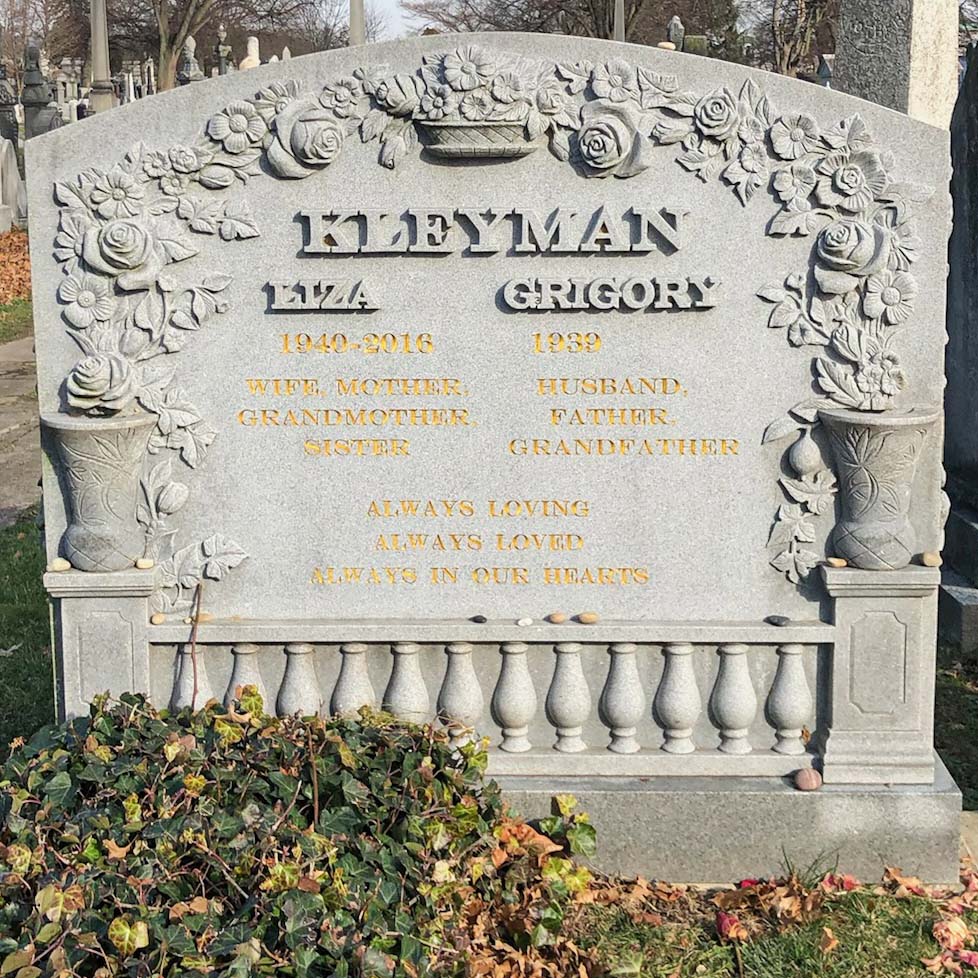 KLEYMAN
LIZA GRIGORY
1940-2016 1939
WIFE, MOTHER, HUSBAND,
GRANDMOTHER, FATHER,
SISTER GRANDFATHER
ALWAYS LOVING
ALWAYS LOVED
ALWAYS IN OUR HEARTS